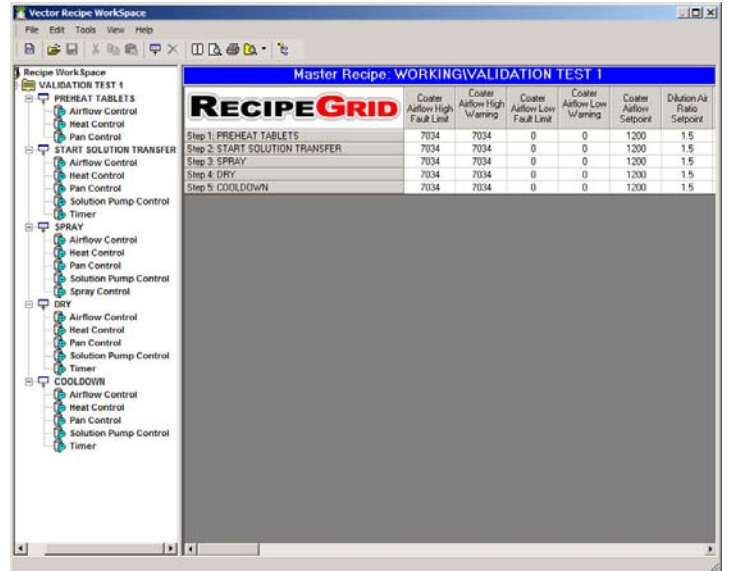 Vector Recipe WorkSpace
File Edit Tools View Help
Recipe Work Space
VALIDATION TEST 1
PREHEAT TABLETS
Airflow Control
Heat Control
Pan Control
START SOLUTION TRANSFER
Airflow Control
Heat Control
Pan Control
Solution Pump Control
Timer
SPRAY
Airflow Control
Heat Control
Pan Control
Solution Pump Control
Spray Control
DRY
Airflow Control
Heat Control
Pan Control
Solution Pump Control
Timer
COOLDOWN
Airflow Control
Heat Control
Pan Control
Solution Pump Control
Timer
Master Recipe: WORKING\VALIDATION TEST 1
RECIPEGRID
Coater Airflow High Fault Limit
Coater Airflow High Warning
Coater Airflow Low Fault Limit
Coater Airflow Low Warning
Coater Airflow Setpoint
Dilution Air Ratio Setpoint
Step 1: PREHEAT TABLETS 7034 7034 0 0 1200 1.5
Step 2: START SOLUTION TRANSFER 7034 7034 0 0 1200 1.5
Step 3: SPRAY 7034 7034 0 0 1200 1.5
Step 4: DRY 7034 7034 0 0 1200 1.5
Step 5: COOLDOWN 7034 7034 0 0 1200 1.5